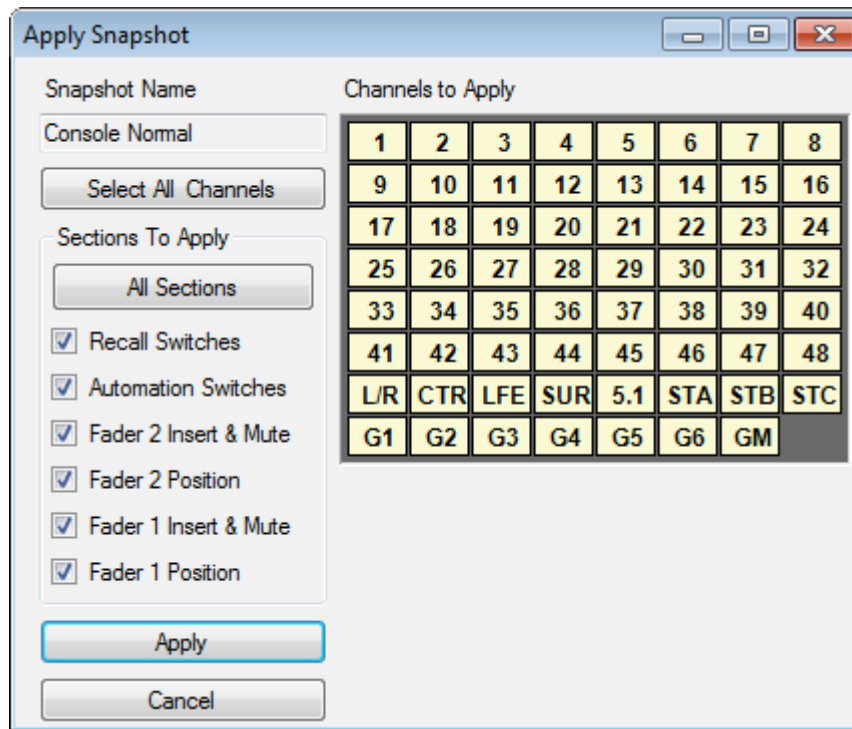 Apply Snapshot
Snapshot Name
Console Normal
Select All Channels
Sections To Apply
All Sections
Recall Switches
Automation Switches
Fader 2 Insert & Mute
Fader 2 Position
Fader 1 Insert & Mute
Fader 1 Position
Apply
Cancel
Channels to Apply
1 2 3 4 5 6 7 8
9 10 11 12 13 14 15 16
17 18 19 20 21 22 23 24
25 26 27 28 29 30 31 32
33 34 35 36 37 38 39 40
41 42 43 44 45 46 47 48
L/R CTR LFE SUR 5.1 STA STB STC
G1 G2 G3 G4 G5 G6 GM